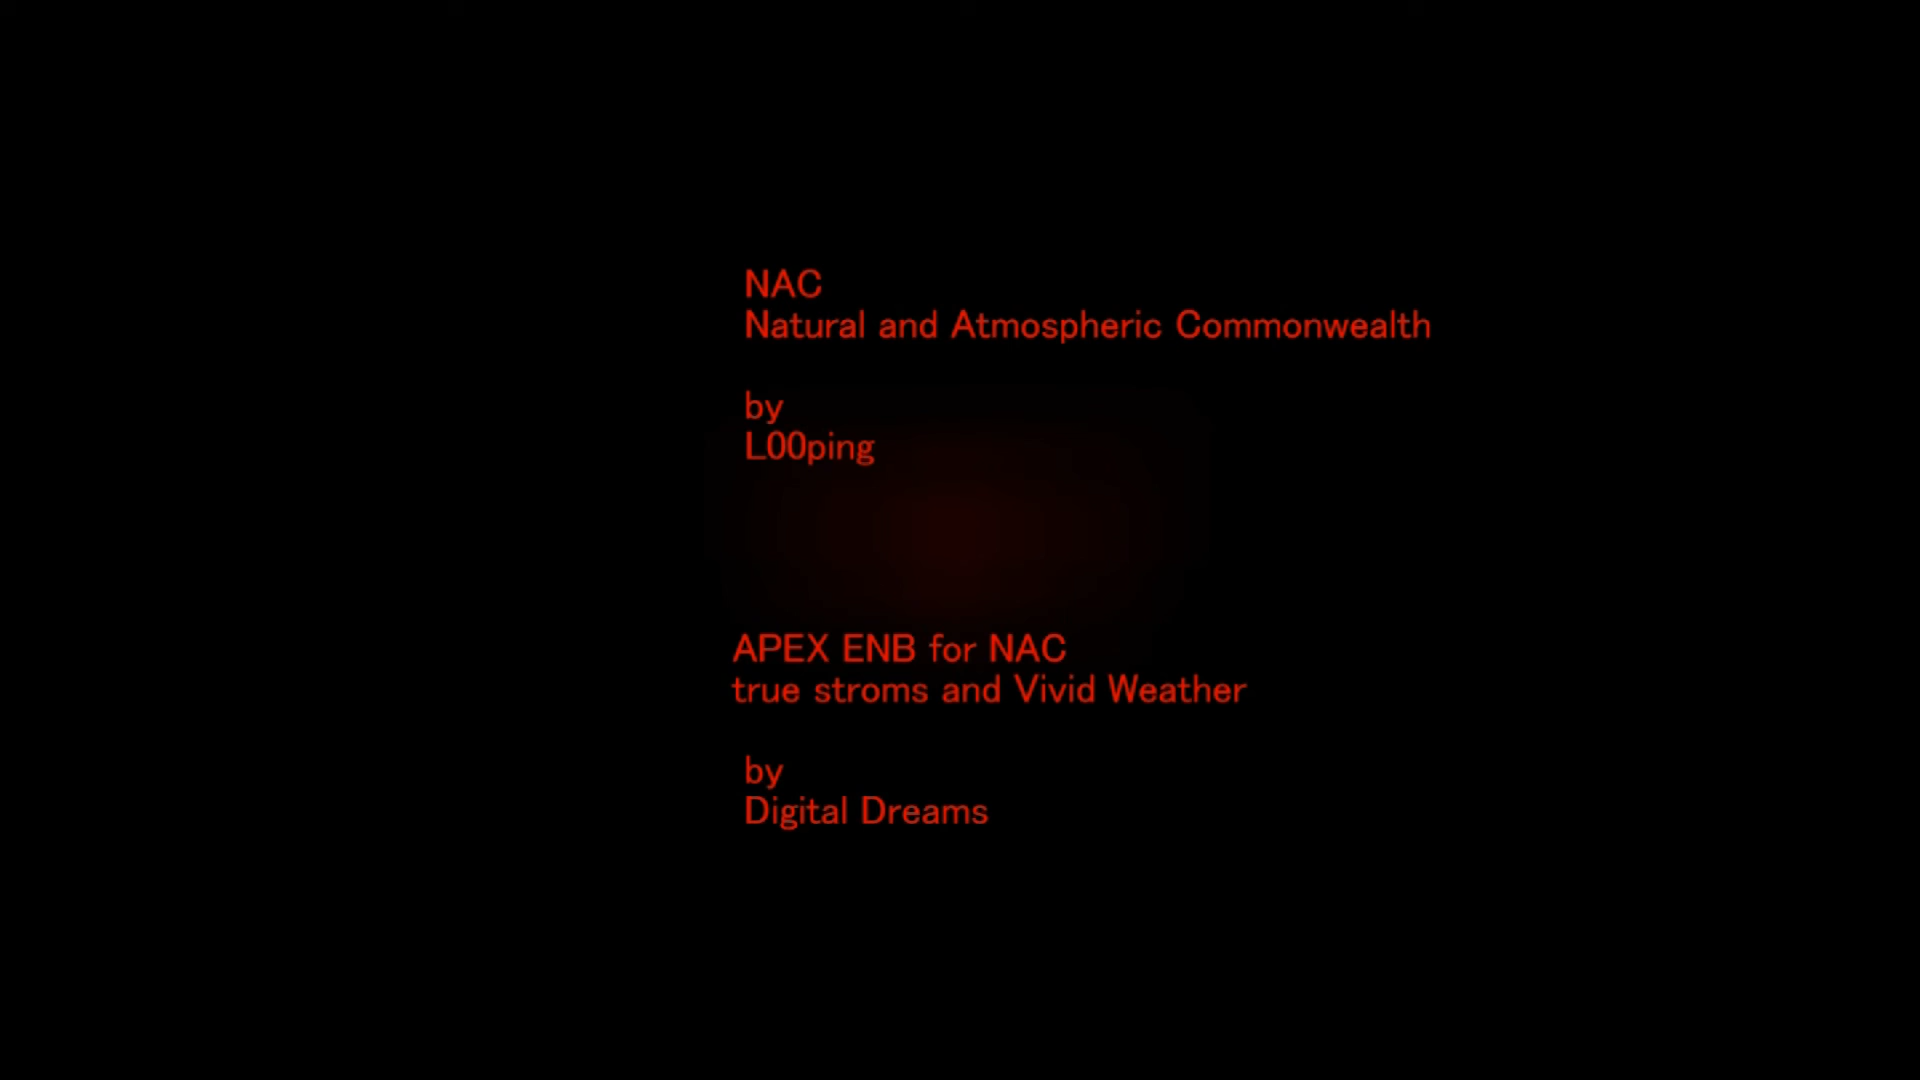 NAC
Natural and Atmospheric Commonwealth
by
L00ping
APEX ENB for NAC
true stroms and Vivid Weather
by
Digital Dreams